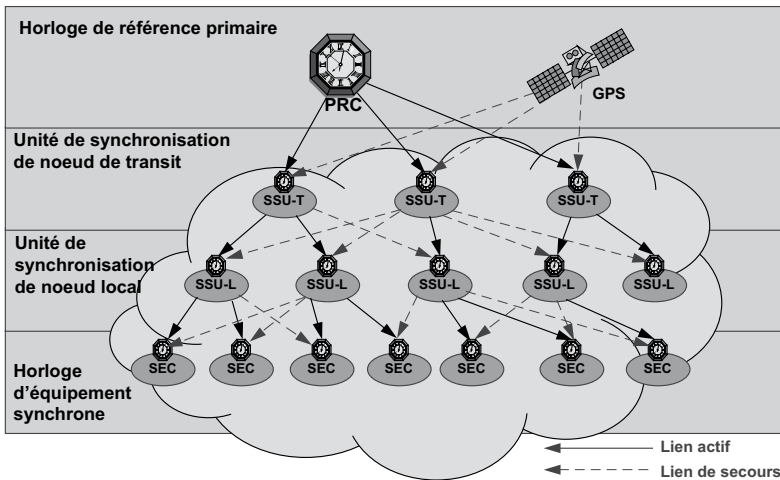 Horloge de référence primaire
PRC
GPS
Unité de synchronisation
de noeud de transit
SSU-T
SSU-T
SSU-T
Unité de
synchronisation
de noeud local
SSU-L
SSU-L
SSU-L
SSU-L
SSU-L
Horloge
d'équipement
synchrone
SEC
SEC
SEC
SEC
SEC
SEC
SEC
Lien actif
Lien de secours